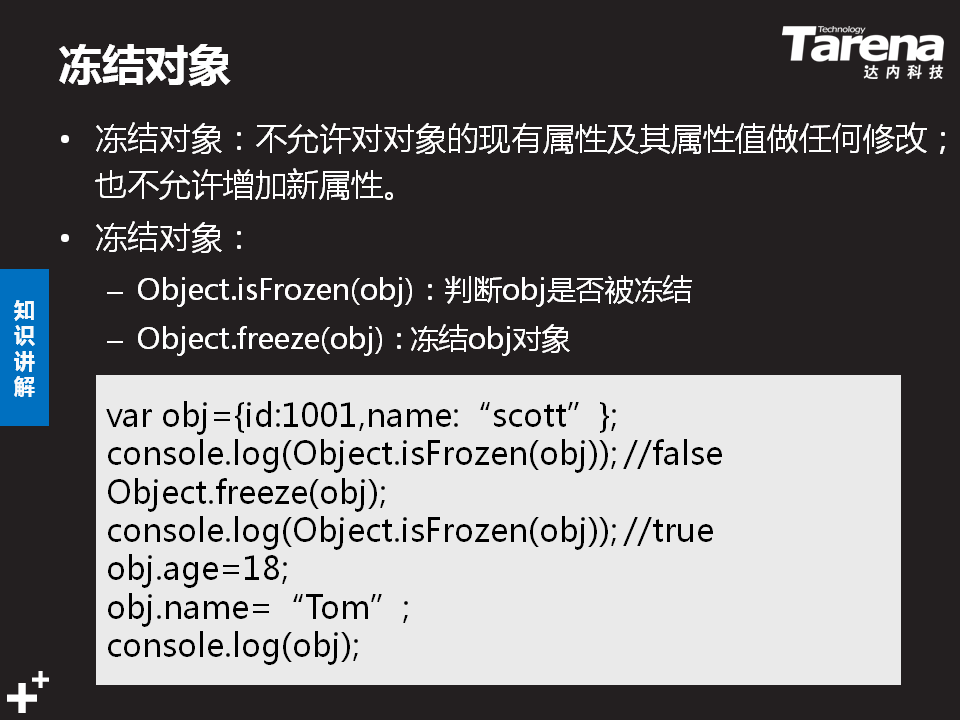 冻结对象
Technology
Tarena
达内科技
• 冻结对象：不允许对对象的现有属性及其属性值做任何修改；
也不允许增加新属性。
• 冻结对象：
– Object.isFrozen(obj)：判断obj是否被冻结
– Object.freeze(obj)：冻结obj对象
知识讲解
var obj={id:1001,name:“scott”};
console.log(Object.isFrozen(obj)); //false
Object.freeze(obj);
console.log(Object.isFrozen(obj)); //true
obj.age=18;
obj.name=“Tom”;
console.log(obj);